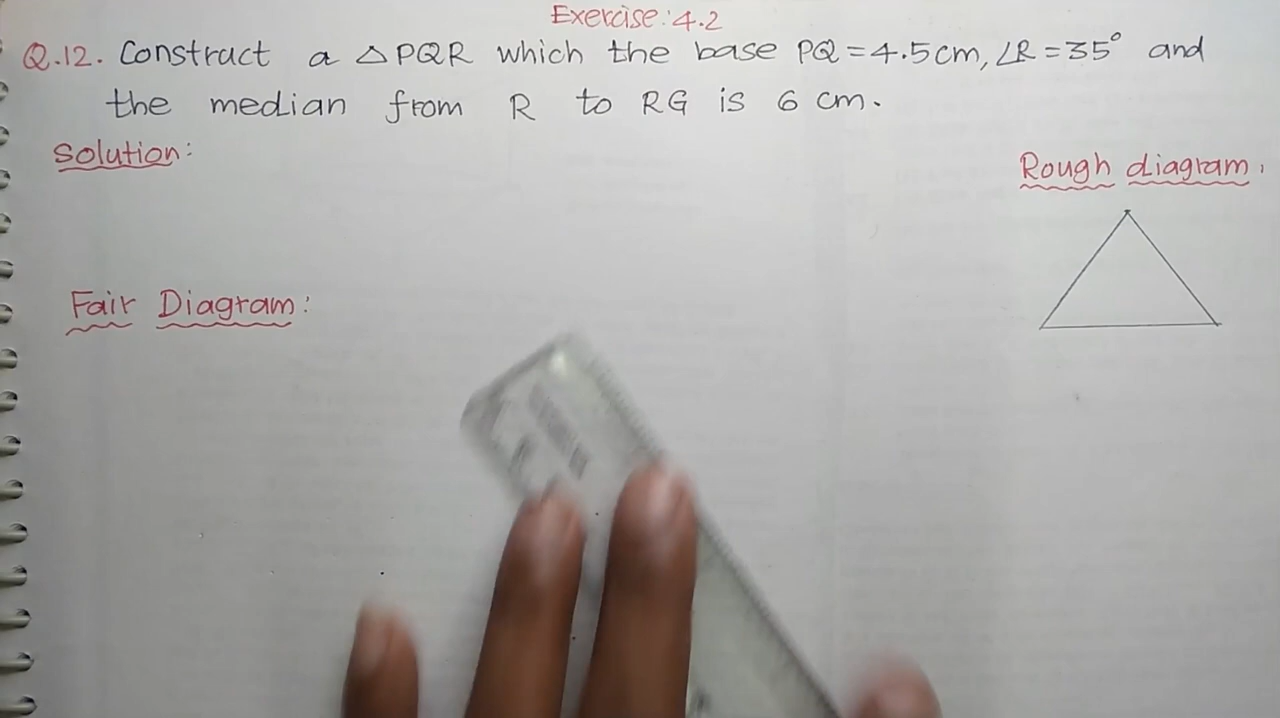 Exercise: 4.2
Q.12. Construct a △PQR which the base PQ = 4.5cm, ∠R = 35° and
the median from R to RG is 6 cm.
Solution:
Rough diagram.
Fair Diagram: